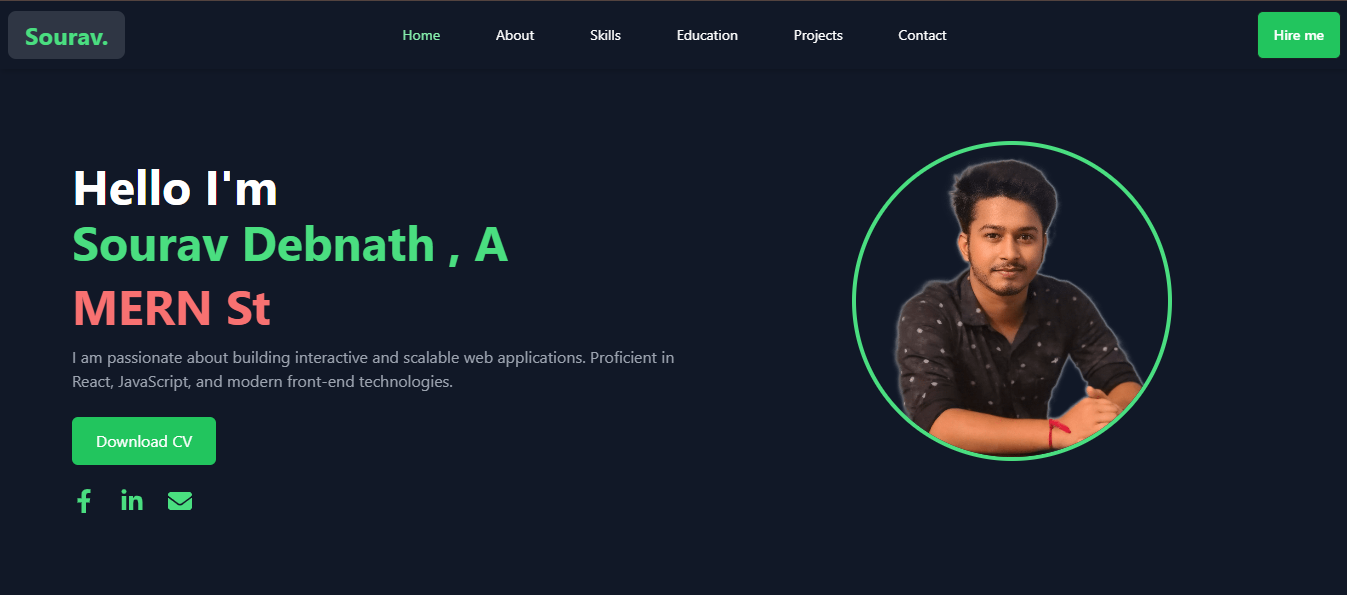 Sourav.
Home About Skills Education Projects Contact
Hire me
Hello I'm
Sourav Debnath , A
MERN St
I am passionate about building interactive and scalable web applications. Proficient in
React, JavaScript, and modern front-end technologies.
Download CV